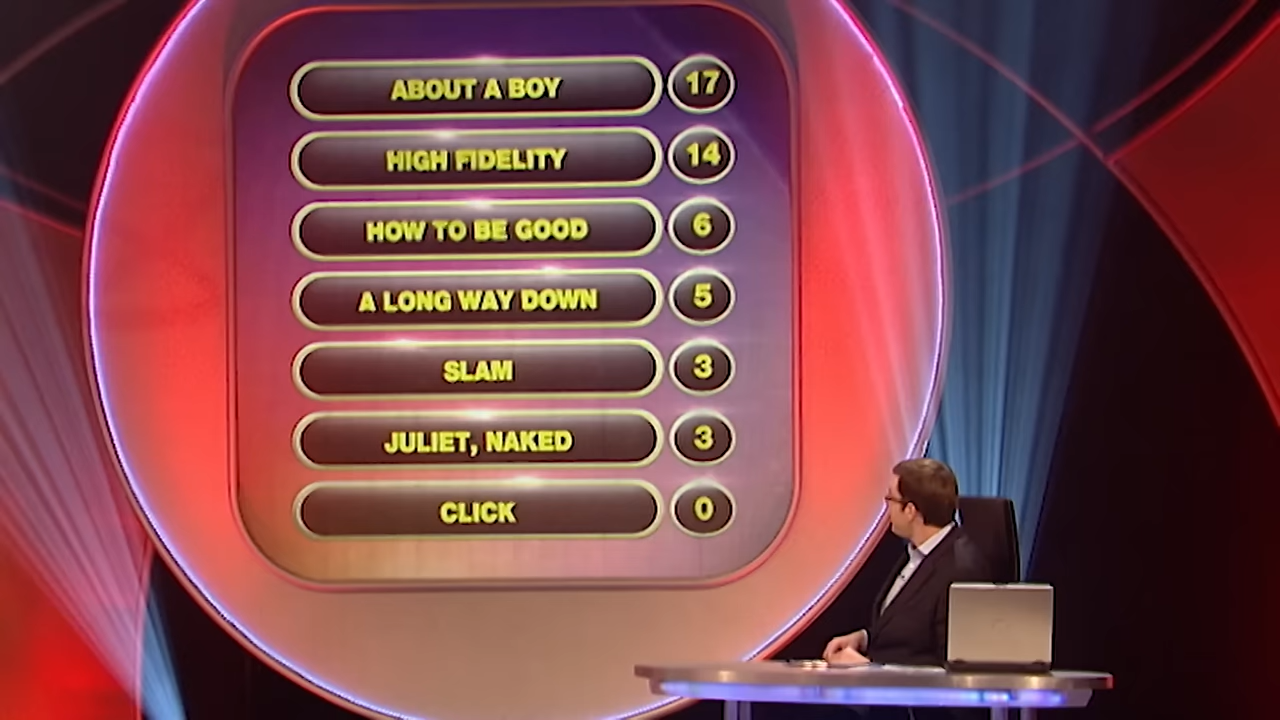 ABOUT A BOY 17
HIGH FIDELITY 14
HOW TO BE GOOD 6
A LONG WAY DOWN 5
SLAM 3
JULIET, NAKED 3
CLICK 0